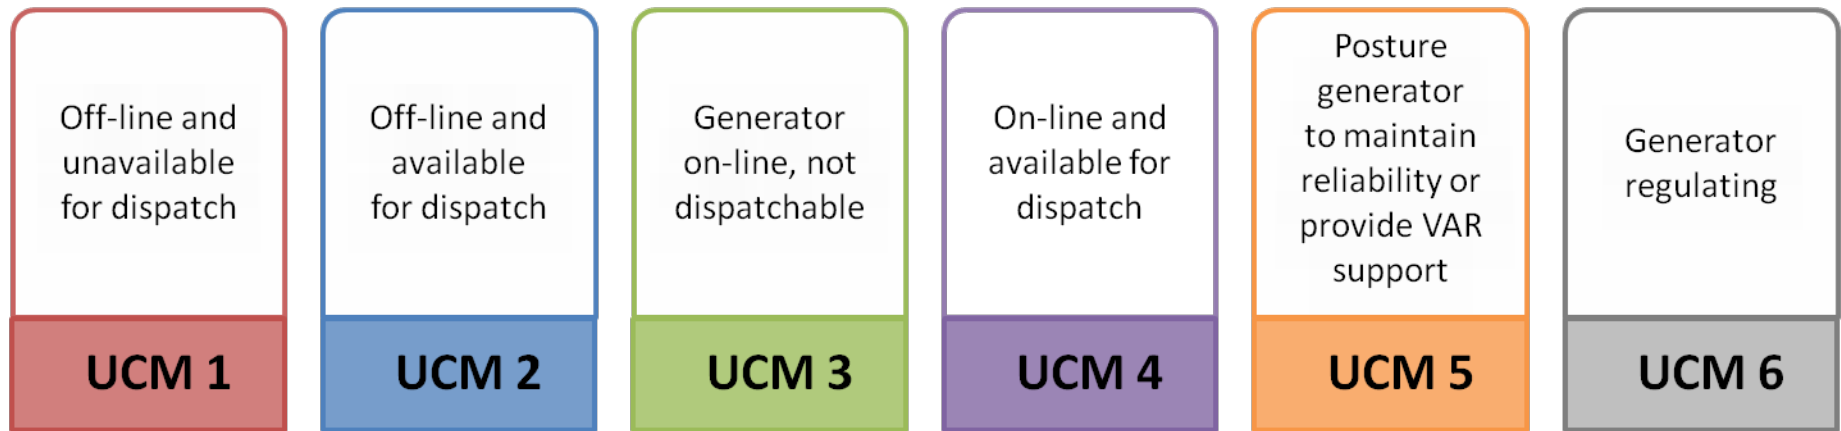 Off-line and
unavailable
for dispatch
UCM 1
Off-line and
available
for dispatch
UCM 2
Generator
on-line, not
dispatchable
UCM 3
On-line and
available for
dispatch
UCM 4
Posture
generator
to maintain
reliability or
provide VAR
support
UCM 5
Generator
regulating
UCM 6